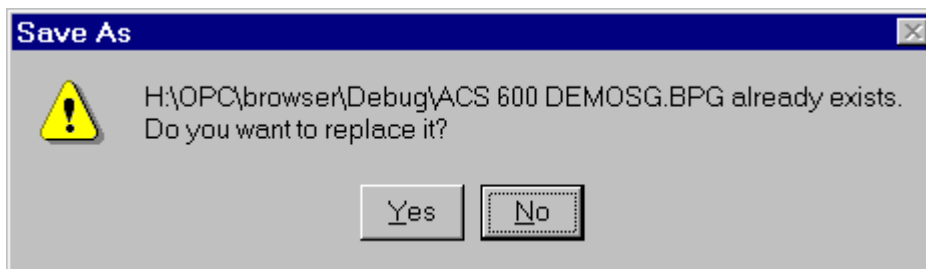 Save As
H:\OPC\browser\Debug\ACS 600 DEMOSG.BPG already exists.
Do you want to replace it?
Yes
No